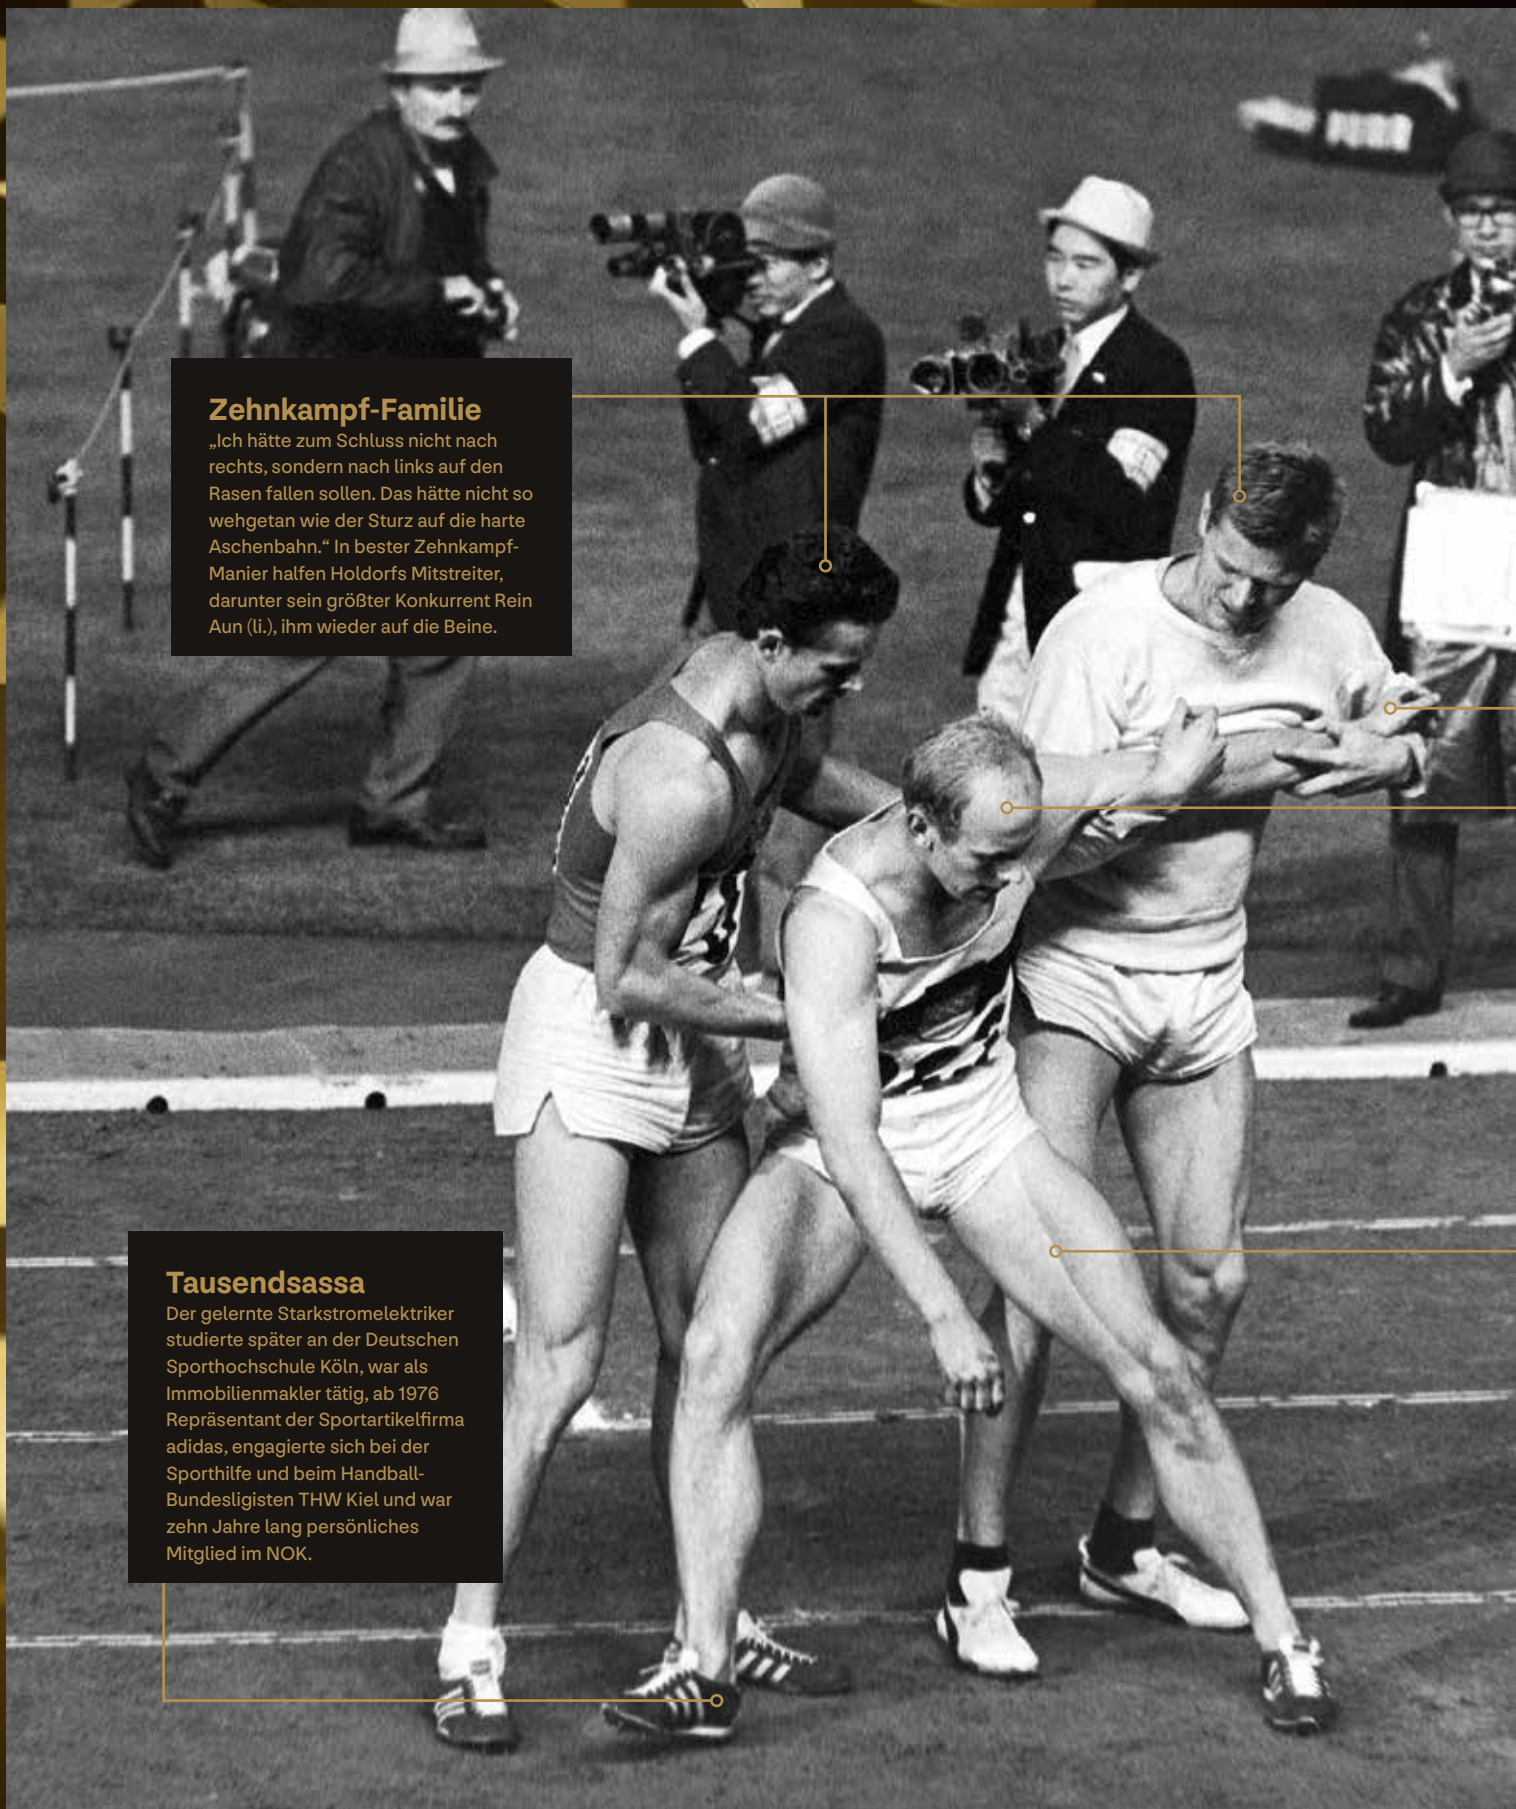 Zehnkampf-Familie
„Ich hätte zum Schluss nicht nach
rechts, sondern nach links auf den
Rasen fallen sollen. Das hätte nicht so
wehgetan wie der Sturz auf die harte
Aschenbahn.“ In bester Zehnkampf-
Manier halfen Holdorfs Mitstreiter,
darunter sein größter Konkurrent Rein
Aun (li.), ihm wieder auf die Beine.
Tausendsassa
Der gelernte Starkstromelektriker
studierte später an der Deutschen
Sporthochschule Köln, war als
Immobilienmakler tätig, ab 1976
Repräsentant der Sportartikelfirma
adidas, engagierte sich bei der
Sporthilfe und beim Handball-
Bundesligisten THW Kiel und war
zehn Jahre lang persönliches
Mitglied im NOK.